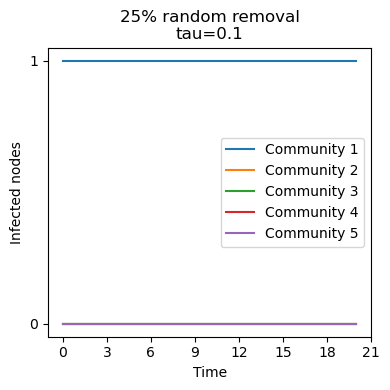 25% random removal
tau=0.1
Infected nodes
1
0
Community 1
Community 2
Community 3
Community 4
Community 5
0 3 6 9 12 15 18 21
Time